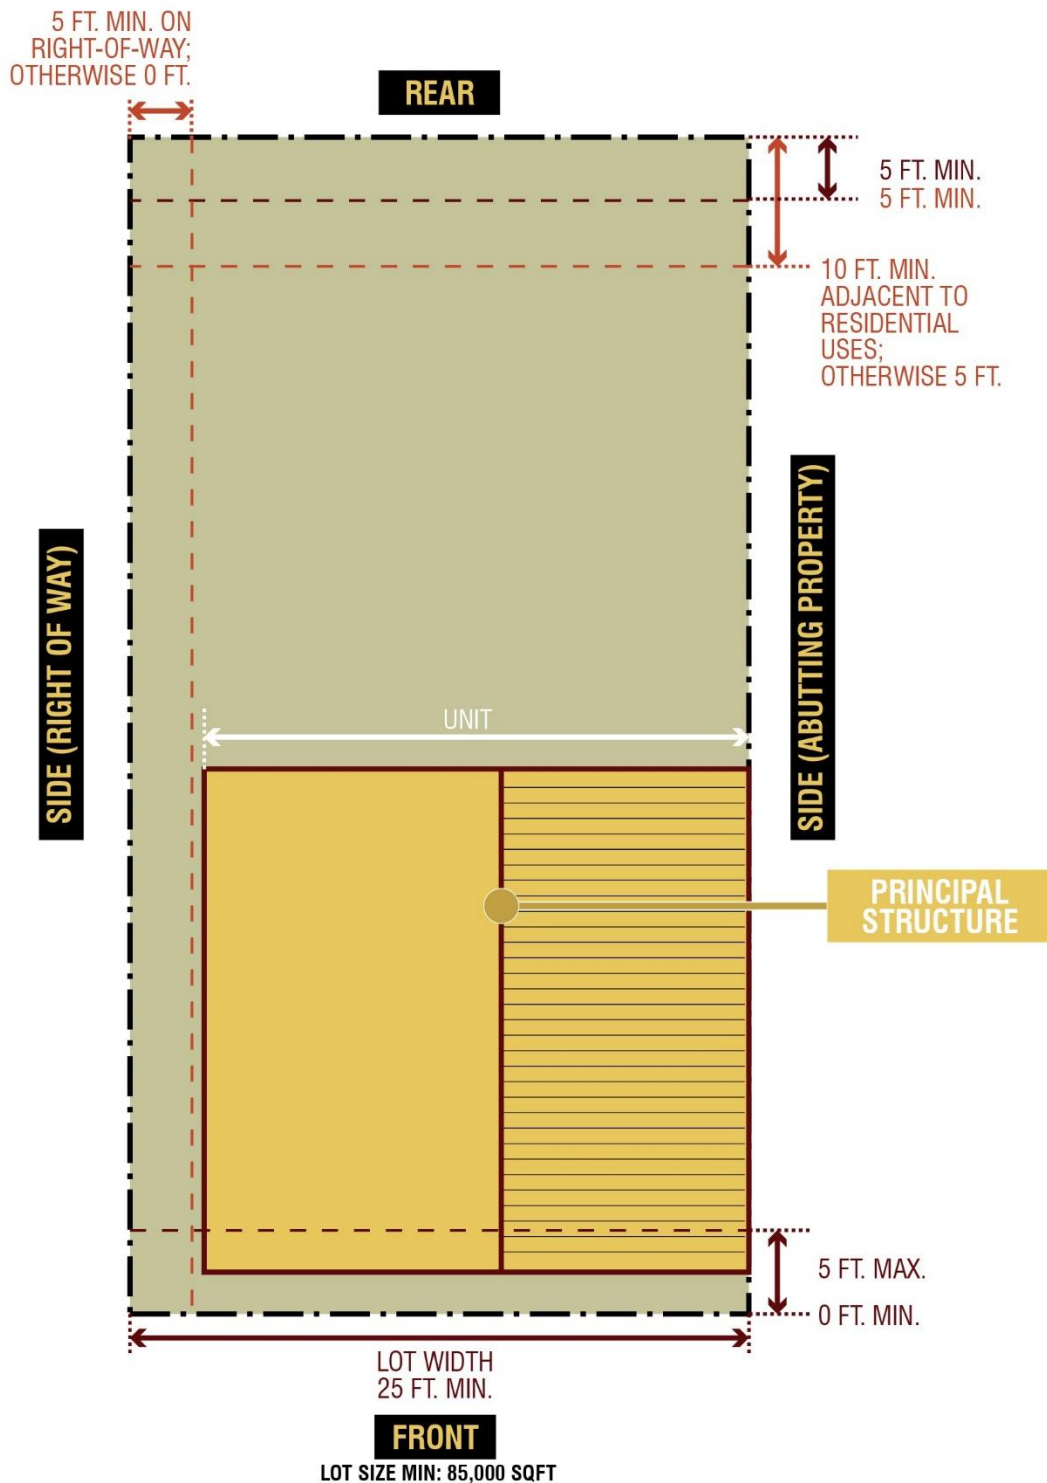 5 FT. MIN. ON
RIGHT-OF-WAY;
OTHERWISE 0 FT.
REAR
5 FT. MIN.
5 FT. MIN.
10 FT. MIN.
ADJACENT TO
RESIDENTIAL
USES;
OTHERWISE 5 FT.
SIDE (RIGHT OF WAY)
SIDE (ABUTTING PROPERTY)
UNIT
PRINCIPAL
STRUCTURE
5 FT. MAX.
0 FT. MIN.
LOT WIDTH
25 FT. MIN.
FRONT
LOT SIZE MIN: 85,000 SQFT